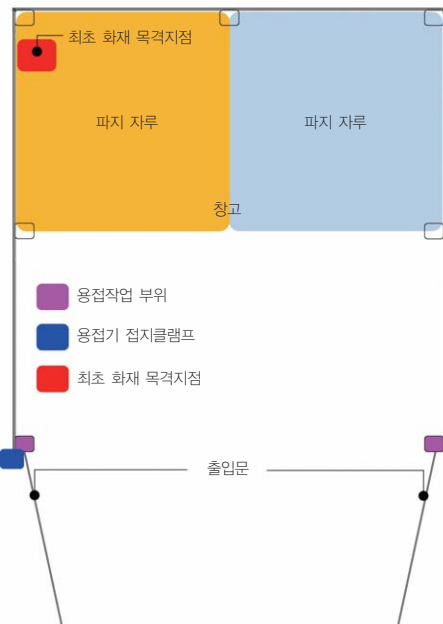 최초 화재 목격지점
파지 자루
파지 자루
창고
용접작업 부위
용접기 접지클램프
최초 화재 목격지점
출입문